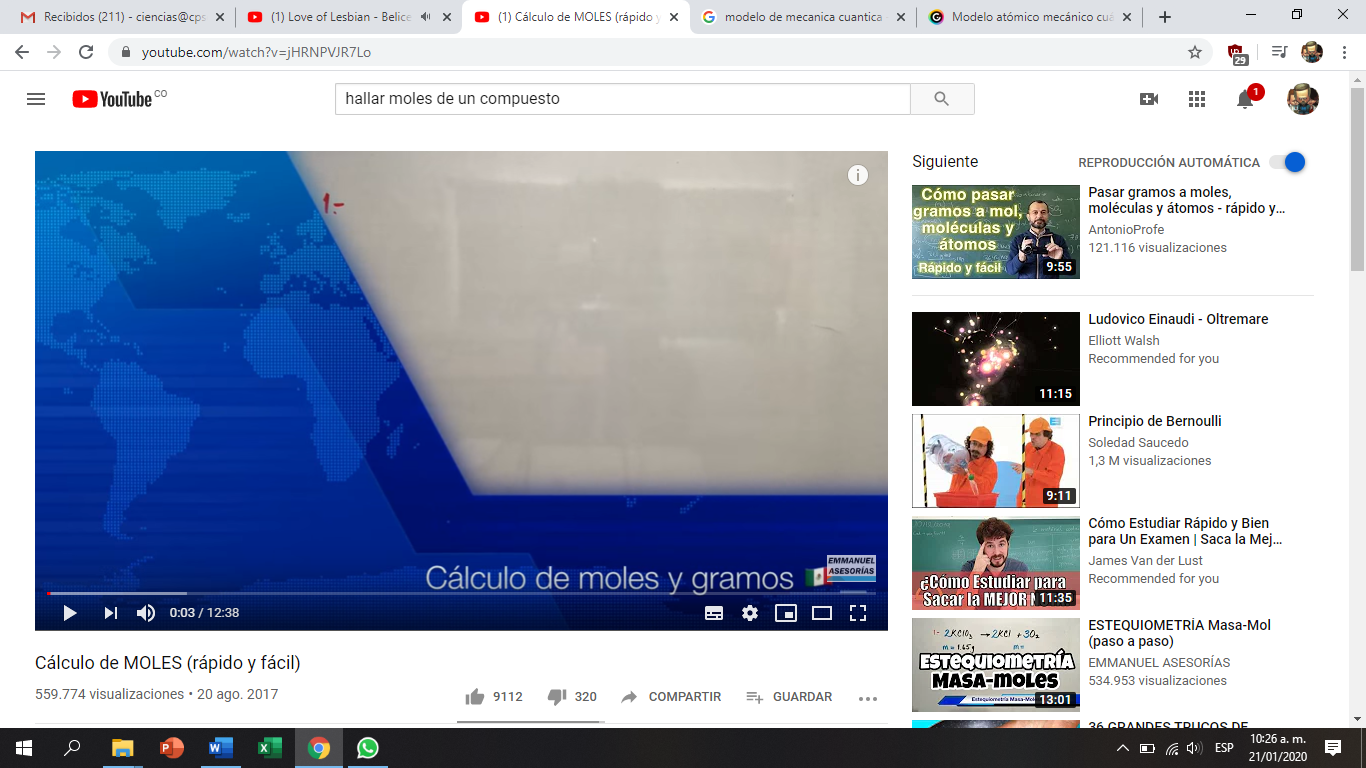 Recibidos (211) - ciencias@cps
(1) Love of Lesbian - Belice
(1) Cálculo de MOLES (rápido y
modelo de mecanica cuantica
Modelo atómico mecánico cuá
youtube.com/watch?v=jHRNPVJR7Lo
29
YouTube CO
hallar moles de un compuesto
1
1.-
i
Cálculo de moles y gramos
EMMANUEL
ASESORÍAS
0:03 / 12:38
Cálculo de MOLES (rápido y fácil)
559.774 visualizaciones • 20 ago. 2017
9112
320
COMPARTIR
GUARDAR
Siguiente
REPRODUCCIÓN AUTOMÁTICA
Cómo pasar
gramos a mol,
moléculas y
átomos
Rápido y fácil
9:55
Pasar gramos a moles,
moléculas y átomos - rápido y...
AntonioProfe
121.116 visualizaciones
11:15
Ludovico Einaudi - Oltremare
Elliott Walsh
Recommended for you
9:11
Principio de Bernoulli
Soledad Saucedo
1,3 M visualizaciones
¿Cómo Estudiar para
Sacar la MEJOR
11:35
Cómo Estudiar Rápido y Bien
para Un Examen | Saca la Mej...
James Van der Lust
Recommended for you
1- 2KClO₃ → 2KCl + 3O₂
m = 1.65g m =
ESTEQUIOMETRÍA
MASA-MOLES
13:01
ESTEQUIOMETRÍA Masa-Mol
(paso a paso)
EMMANUEL ASESORÍAS
534.953 visualizaciones
36 GRANDES TRUCOS DE
ESP
10:26 a. m.
21/01/2020